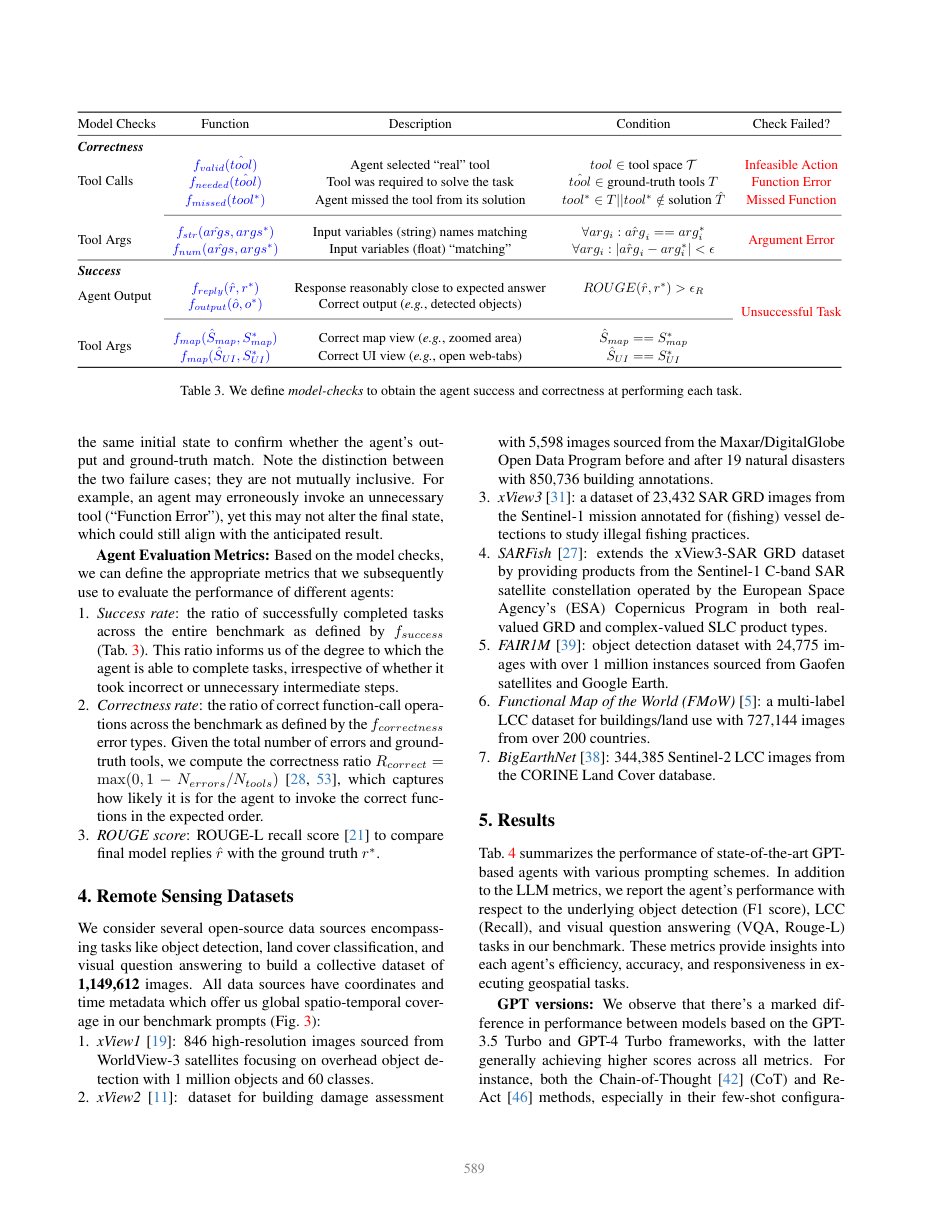 Model Checks Function Description Condition Check Failed?
Correctness
Tool Calls
f_valid(tool^) Agent selected “real” tool tool ∈ tool space 𝒯 Infeasible Action
f_needed(tool^) Tool was required to solve the task tool^ ∈ ground-truth tools T Function Error
f_missed(tool*) Agent missed the tool from its solution tool* ∈ T||tool* ∉ solution T̂ Missed Function
Tool Args
f_str(arĝs, args*) Input variables (string) names matching ∀arg_i : arĝ_i == arg*_i
Argument Error
f_num(arĝs, args*) Input variables (float) “matching” ∀arg_i : |arĝ_i − arg*_i| < ϵ
Success
Agent Output
f_reply(r̂, r*) Response reasonably close to expected answer ROUGE(r̂, r*) > ϵ_R
f_output(ô, o*) Correct output (e.g., detected objects)
Unsuccessful Task
Tool Args
f_map(Ŝ_map, S*_map) Correct map view (e.g., zoomed area) Ŝ_map == S*_map
f_map(Ŝ_UI, S*_UI) Correct UI view (e.g., open web-tabs) Ŝ_UI == S*_UI
Table 3. We define model-checks to obtain the agent success and correctness at performing each task.
the same initial state to confirm whether the agent’s out-
put and ground-truth match. Note the distinction between
the two failure cases; they are not mutually inclusive. For
example, an agent may erroneously invoke an unnecessary
tool (“Function Error”), yet this may not alter the final state,
which could still align with the anticipated result.
Agent Evaluation Metrics: Based on the model checks,
we can define the appropriate metrics that we subsequently
use to evaluate the performance of different agents:
1. Success rate: the ratio of successfully completed tasks
across the entire benchmark as defined by f_success
(Tab. 3). This ratio informs us of the degree to which the
agent is able to complete tasks, irrespective of whether it
took incorrect or unnecessary intermediate steps.
2. Correctness rate: the ratio of correct function-call opera-
tions across the benchmark as defined by the f_correctness
error types. Given the total number of errors and ground-
truth tools, we compute the correctness ratio R_correct =
max(0, 1 − N_errors/N_tools) [28, 53], which captures
how likely it is for the agent to invoke the correct func-
tions in the expected order.
3. ROUGE score: ROUGE-L recall score [21] to compare
final model replies r̂ with the ground truth r*.
4. Remote Sensing Datasets
We consider several open-source data sources encompass-
ing tasks like object detection, land cover classification, and
visual question answering to build a collective dataset of
1,149,612 images. All data sources have coordinates and
time metadata which offer us global spatio-temporal cover-
age in our benchmark prompts (Fig. 3):
1. xView1 [19]: 846 high-resolution images sourced from
WorldView-3 satellites focusing on overhead object de-
tection with 1 million objects and 60 classes.
2. xView2 [11]: dataset for building damage assessment
with 5,598 images sourced from the Maxar/DigitalGlobe
Open Data Program before and after 19 natural disasters
with 850,736 building annotations.
3. xView3 [31]: a dataset of 23,432 SAR GRD images from
the Sentinel-1 mission annotated for (fishing) vessel de-
tections to study illegal fishing practices.
4. SARFish [27]: extends the xView3-SAR GRD dataset
by providing products from the Sentinel-1 C-band SAR
satellite constellation operated by the European Space
Agency’s (ESA) Copernicus Program in both real-
valued GRD and complex-valued SLC product types.
5. FAIR1M [39]: object detection dataset with 24,775 im-
ages with over 1 million instances sourced from Gaofen
satellites and Google Earth.
6. Functional Map of the World (FMoW) [5]: a multi-label
LCC dataset for buildings/land use with 727,144 images
from over 200 countries.
7. BigEarthNet [38]: 344,385 Sentinel-2 LCC images from
the CORINE Land Cover database.
5. Results
Tab. 4 summarizes the performance of state-of-the-art GPT-
based agents with various prompting schemes. In addition
to the LLM metrics, we report the agent’s performance with
respect to the underlying object detection (F1 score), LCC
(Recall), and visual question answering (VQA, Rouge-L)
tasks in our benchmark. These metrics provide insights into
each agent’s efficiency, accuracy, and responsiveness in ex-
ecuting geospatial tasks.
GPT versions: We observe that there’s a marked dif-
ference in performance between models based on the GPT-
3.5 Turbo and GPT-4 Turbo frameworks, with the latter
generally achieving higher scores across all metrics. For
instance, both the Chain-of-Thought [42] (CoT) and Re-
Act [46] methods, especially in their few-shot configura-
589